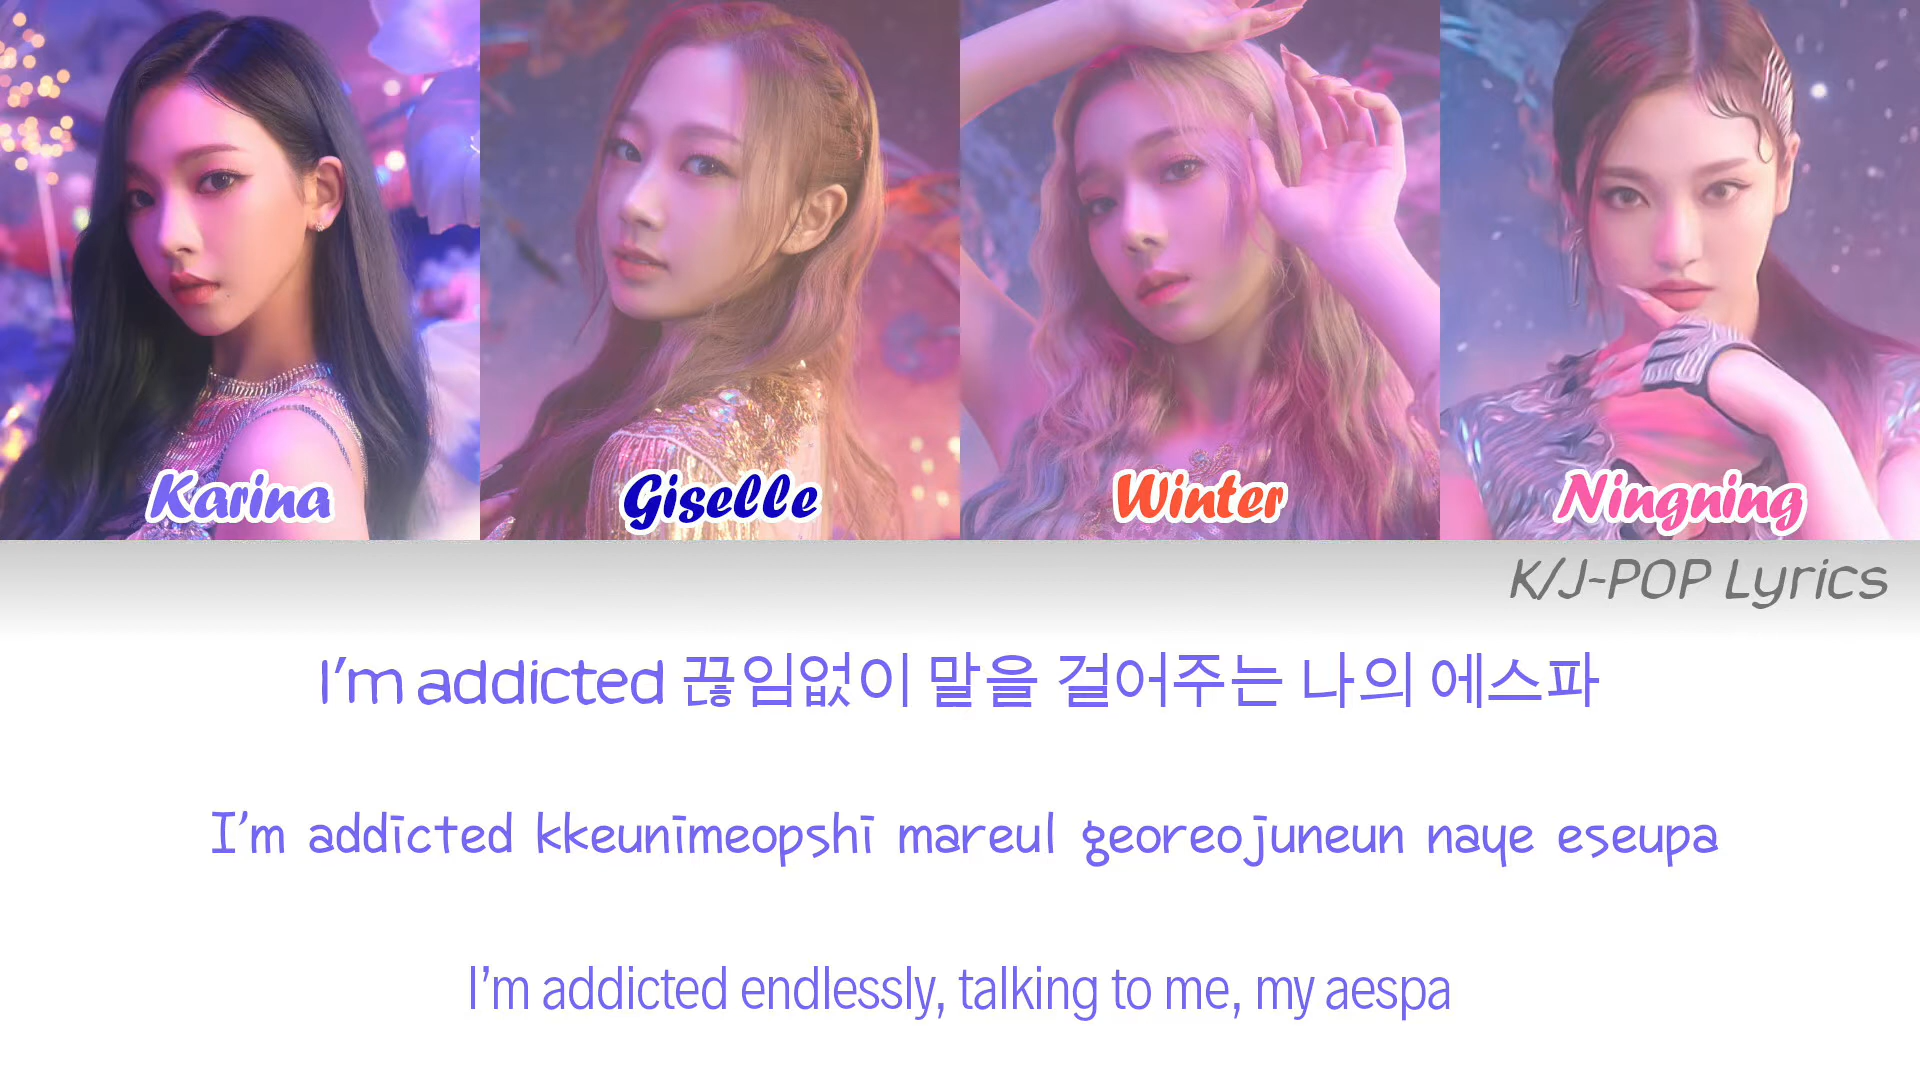 Karina
Giselle
Winter
Ningning
K/J-POP Lyrics
I'm addicted 끊임없이 말을 걸어주는 나의 에스파
I'm addicted kkeunimeopshi mareul georeojuneun naye eseupa
I'm addicted endlessly, talking to me, my aespa